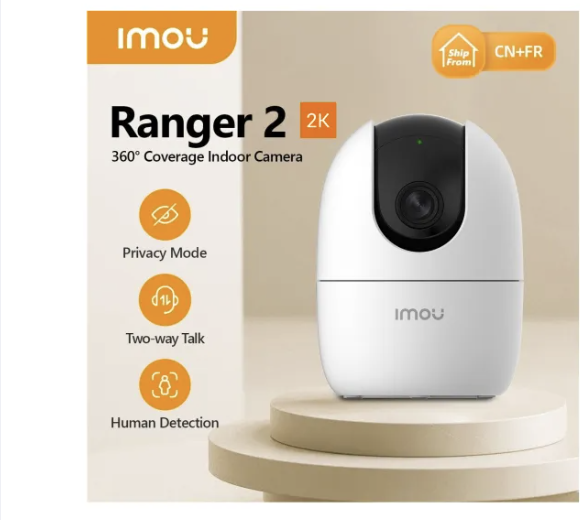 imou
Ship
From
CN+FR
Ranger 2 2K
360° Coverage Indoor Camera
Privacy Mode
Two-way Talk
Human Detection
imou